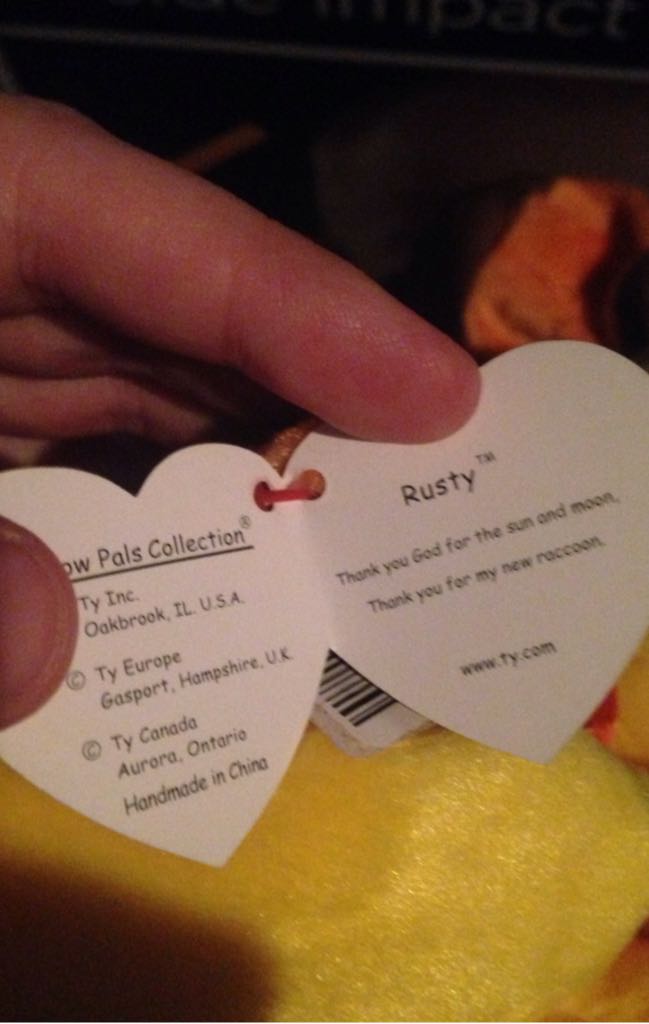 impact
ow Pals Collection®
Ty Inc.
Oakbrook, IL. U.S.A.
© Ty Europe
Gasport, Hampshire, U.K.
© Ty Canada
Aurora, Ontario
Handmade in China
Rusty™
Thank you God for the sun and moon,
Thank you for my new raccoon.
www.ty.com